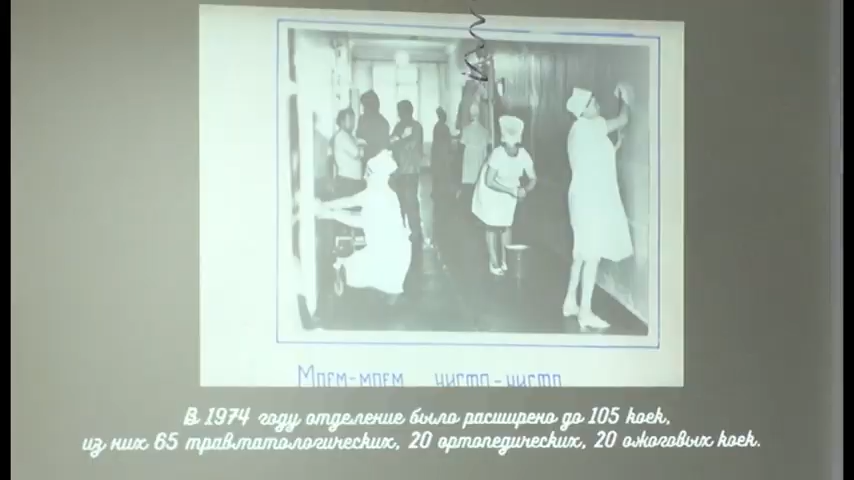 Моем-моем чисто-чисто
В 1974 году отделение было расширено до 105 коек,
из них 65 травматологических, 20 ортопедических, 20 ожоговых коек.